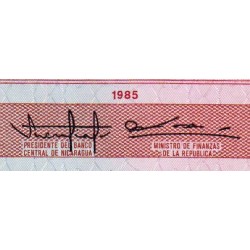 1985
PRESIDENTE DEL BANCO
CENTRAL DE NICARAGUA
MINISTRO DE FINANZAS
DE LA REPUBLICA